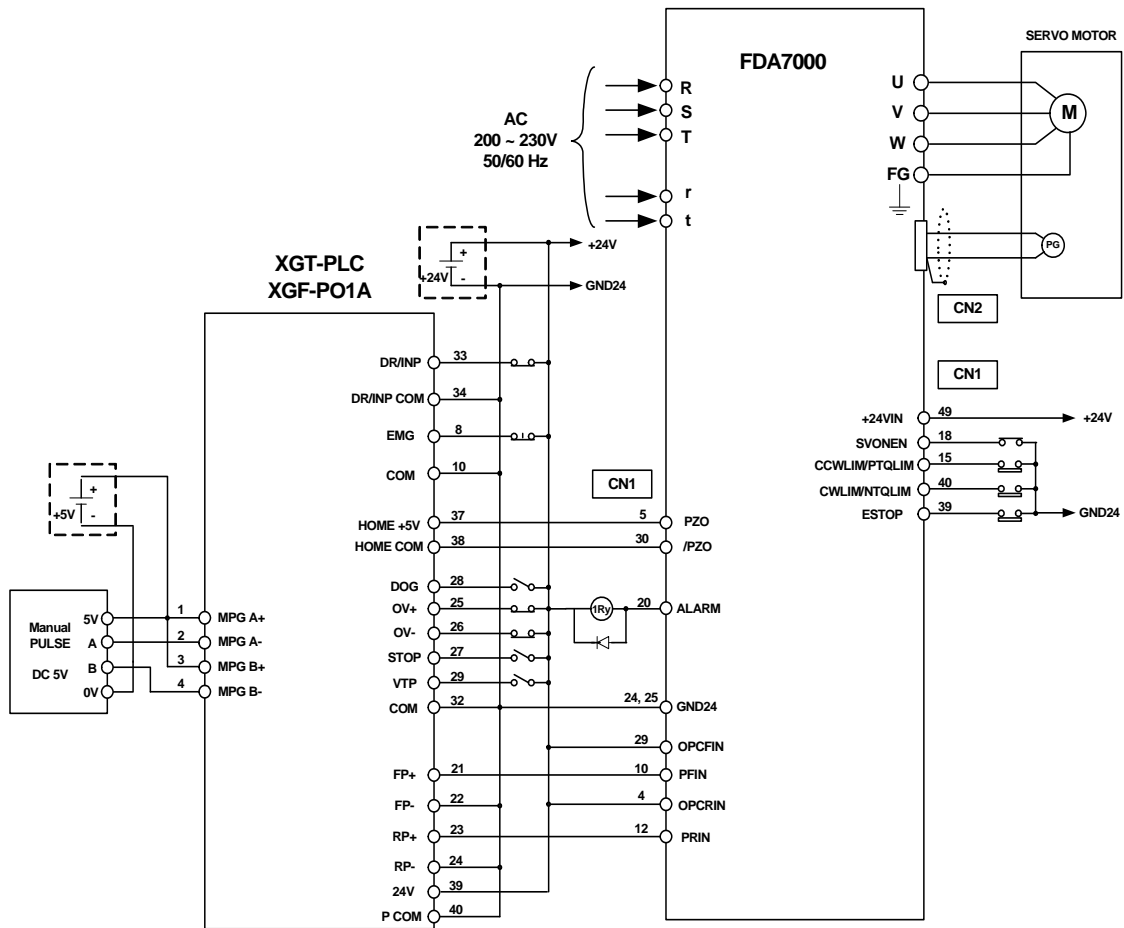 SERVO MOTOR
FDA7000
AC
200 ~ 230V
50/60 Hz
R
S
T
r
t
U
V
W
FG
M
PG
CN2
CN1
+24V
GND24
+
+24V
-
XGT-PLC
XGF-PO1A
DR/INP 33
DR/INP COM 34
EMG 8
COM 10
HOME +5V 37
HOME COM 38
DOG 28
OV+ 25
OV- 26
STOP 27
VTP 29
COM 32
FP+ 21
FP- 22
RP+ 23
RP- 24
24V 39
P COM 40
+
+5V
-
Manual
PULSE
DC 5V
5V
A
B
0V
1 MPG A+
2 MPG A-
3 MPG B+
4 MPG B-
CN1
5 PZO
30 /PZO
1Ry
20 ALARM
24, 25 GND24
29 OPCFIN
10 PFIN
4 OPCRIN
12 PRIN
+24VIN 49 +24V
SVONEN 18
CCWLIM/PTQLIM 15
CWLIM/NTQLIM 40
ESTOP 39 GND24